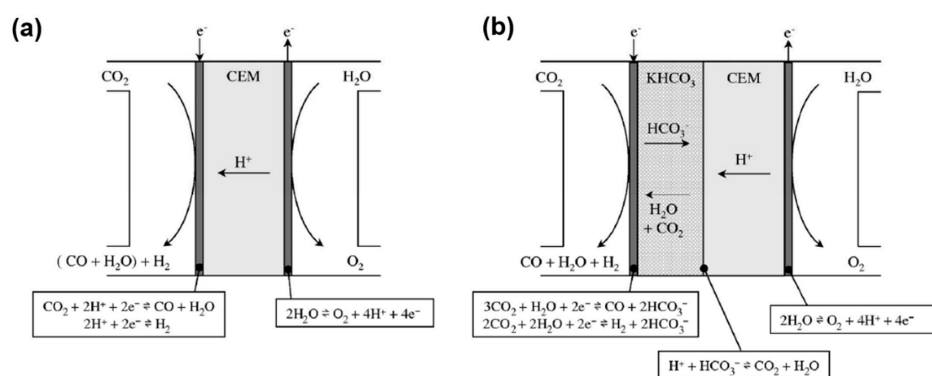 (a)
e⁻
e⁻
CO₂
CEM
H₂O
H⁺
( CO + H₂O) + H₂
O₂
CO₂ + 2H⁺ + 2e⁻ ⇌ CO + H₂O
2H⁺ + 2e⁻ ⇌ H₂
2H₂O ⇌ O₂ + 4H⁺ + 4e⁻
(b)
e⁻
e⁻
CO₂
KHCO₃
CEM
H₂O
HCO₃⁻
H⁺
H₂O
+ CO₂
CO + H₂O + H₂
O₂
3CO₂ + H₂O + 2e⁻ ⇌ CO + 2HCO₃⁻
2CO₂ + 2H₂O + 2e⁻ ⇌ H₂ + 2HCO₃⁻
2H₂O ⇌ O₂ + 4H⁺ + 4e⁻
H⁺ + HCO₃⁻ ⇌ CO₂ + H₂O